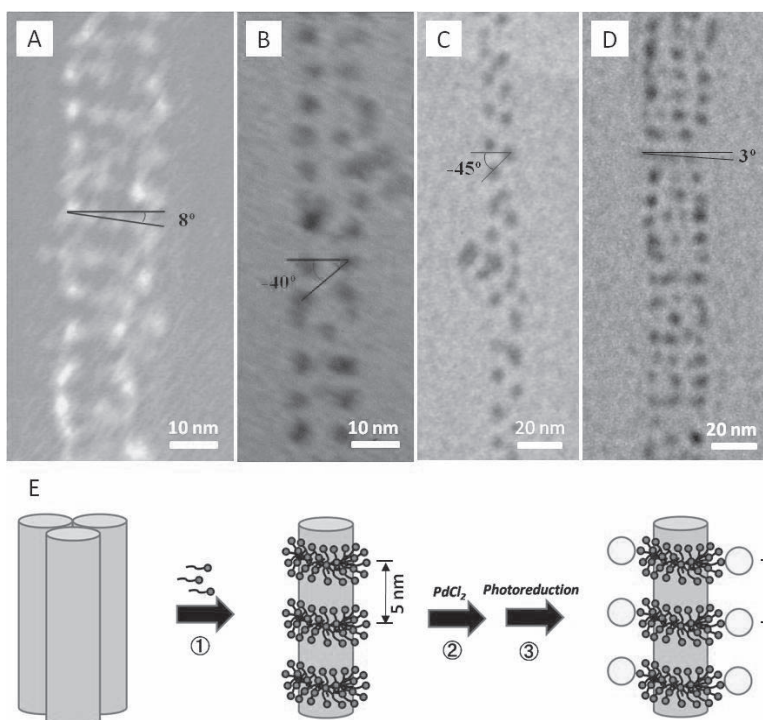 A
B
C
D
8°
-40°
-45°
3°
10 nm
10 nm
20 nm
20 nm
E
5 nm
PdCl₂
Photoreduction
①
②
③